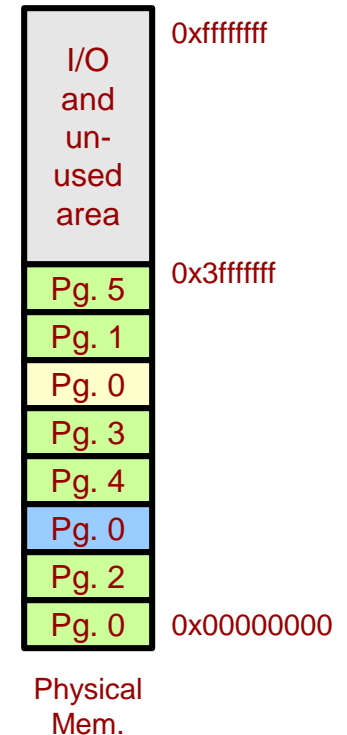 0xffffffff
I/O
and
un-
used
area
0x3fffffff
Pg. 5
Pg. 1
Pg. 0
Pg. 3
Pg. 4
Pg. 0
Pg. 2
Pg. 0
0x00000000
Physical
Mem.